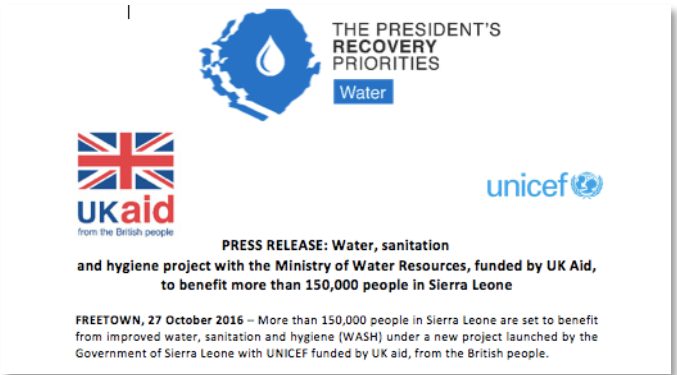 THE PRESIDENT'S
RECOVERY
PRIORITIES
Water
UKaid
from the British people
unicef
PRESS RELEASE: Water, sanitation
and hygiene project with the Ministry of Water Resources, funded by UK Aid,
to benefit more than 150,000 people in Sierra Leone
FREETOWN, 27 October 2016 – More than 150,000 people in Sierra Leone are set to benefit
from improved water, sanitation and hygiene (WASH) under a new project launched by the
Government of Sierra Leone with UNICEF funded by UK aid, from the British people.